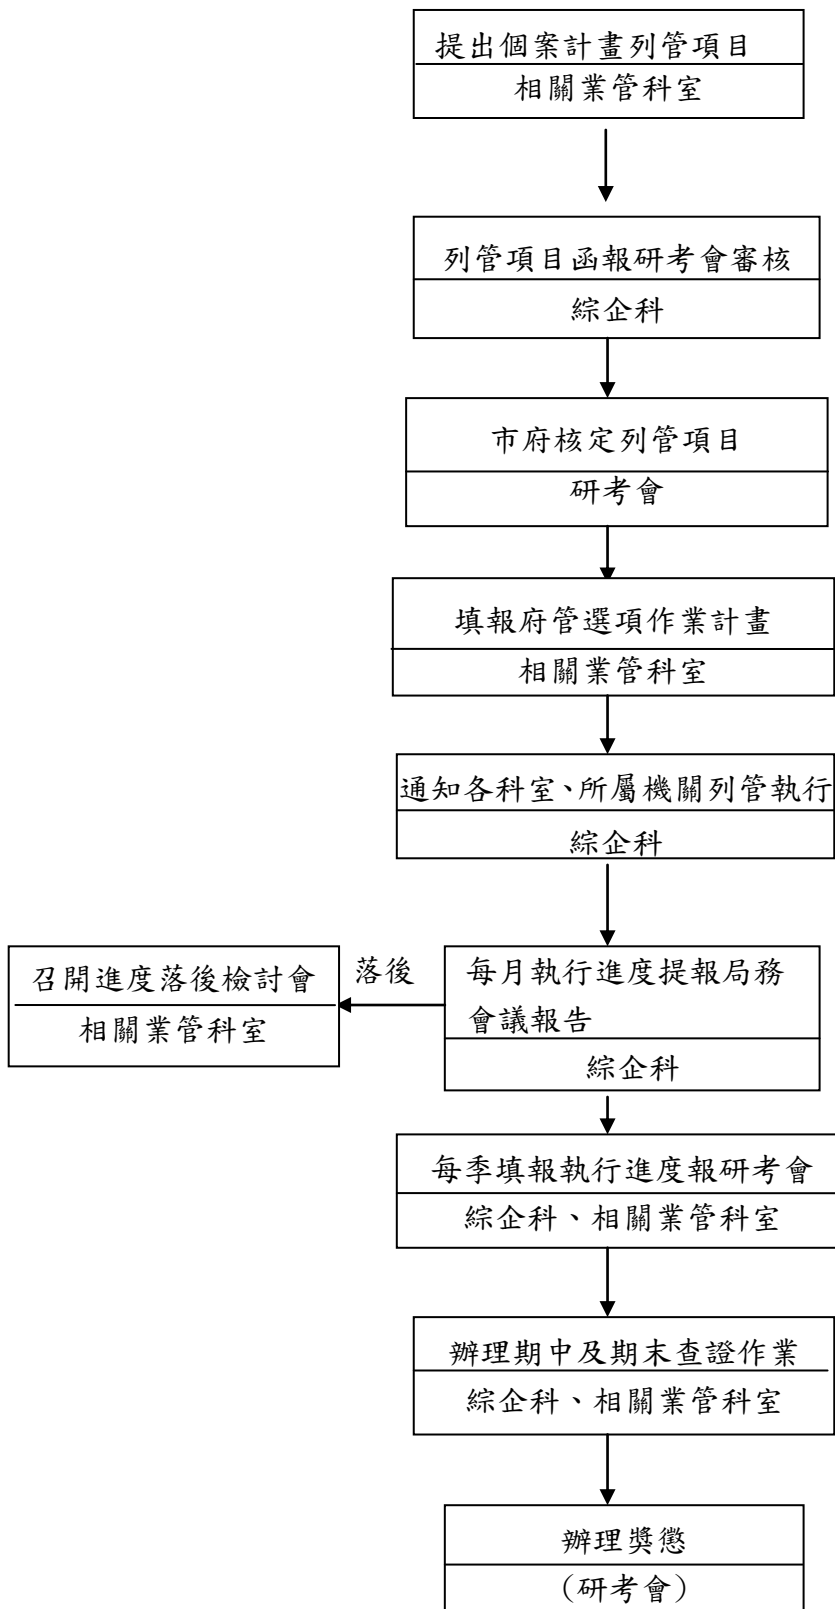 提出個案計畫列管項目
相關業管科室
列管項目函報研考會審核
綜企科
市府核定列管項目
研考會
填報府管選項作業計畫
相關業管科室
通知各科室、所屬機關列管執行
綜企科
召開進度落後檢討會
相關業管科室
落後
每月執行進度提報局務
會議報告
綜企科
每季填報執行進度報研考會
綜企科、相關業管科室
辦理期中及期末查證作業
綜企科、相關業管科室
辦理獎懲
(研考會)